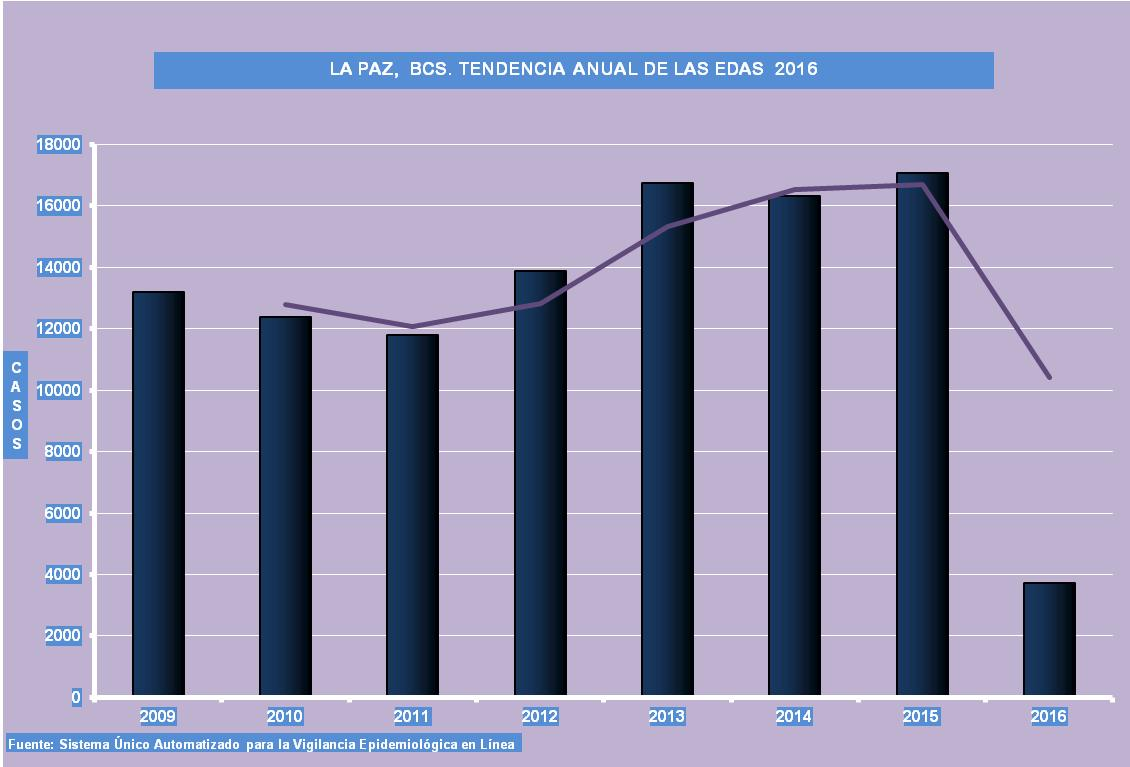 LA PAZ, BCS. TENDENCIA ANUAL DE LAS EDAS 2016
18000
16000
14000
12000
10000
8000
6000
4000
2000
0
CASOS
2009 2010 2011 2012 2013 2014 2015 2016
Fuente: Sistema Único Automatizado para la Vigilancia Epidemiológica en Línea